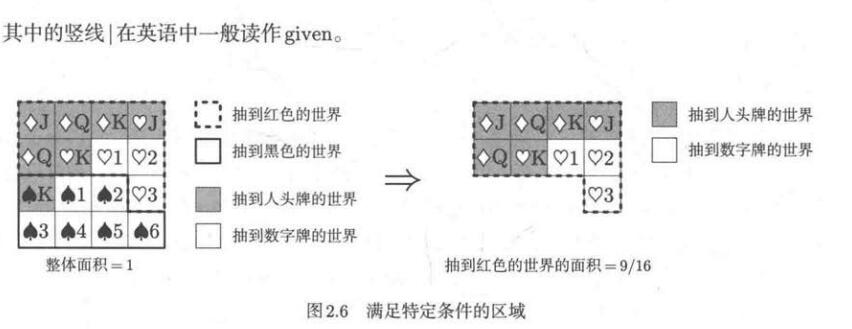 其中的竖线|在英语中一般读作given。
♢J ♢Q ♢K ♡J
♢Q ♡K ♡1 ♡2
♠K ♠1 ♠2 ♡3
♠3 ♠4 ♠5 ♠6
整体面积=1
抽到红色的世界
抽到黑色的世界
抽到人头牌的世界
抽到数字牌的世界
⇒
♢J ♢Q ♢K ♡J
♢Q ♡K ♡1 ♡2
♡3
抽到红色的世界的面积=9/16
抽到人头牌的世界
抽到数字牌的世界
图2.6 满足特定条件的区域